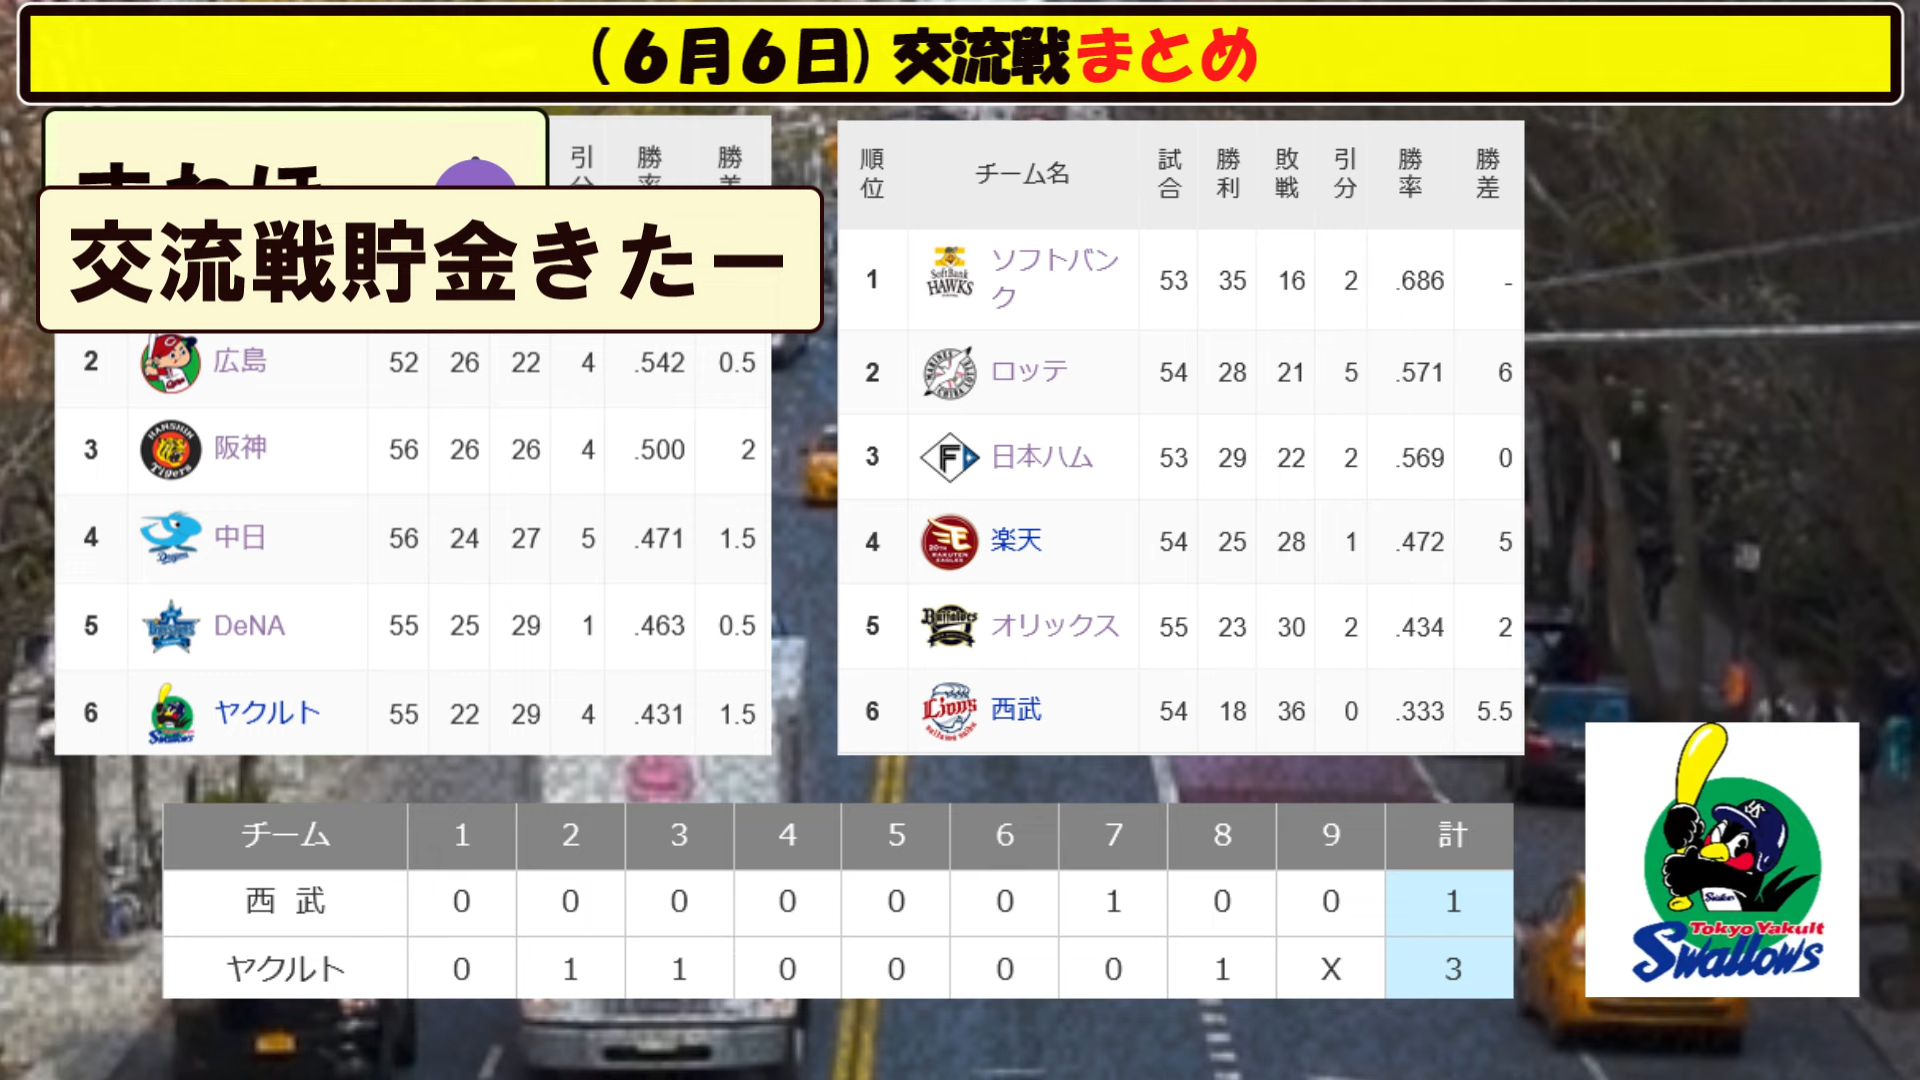 (6月6日)交流戦まとめ
交流戦貯金きたー
引 勝率 勝差
2 広島 52 26 22 4 .542 0.5
3 阪神 56 26 26 4 .500 2
4 中日 56 24 27 5 .471 1.5
5 DeNA 55 25 29 1 .463 0.5
6 ヤクルト 55 22 29 4 .431 1.5
順位 チーム名 試合 勝利 敗戦 引分 勝率 勝差
1 ソフトバンク 53 35 16 2 .686 -
2 ロッテ 54 28 21 5 .571 6
3 日本ハム 53 29 22 2 .569 0
4 楽天 54 25 28 1 .472 5
5 オリックス 55 23 30 2 .434 2
6 西武 54 18 36 0 .333 5.5
チーム 1 2 3 4 5 6 7 8 9 計
西武 0 0 0 0 0 0 1 0 0 1
ヤクルト 0 1 1 0 0 0 0 1 X 3
Tokyo Yakult
Swallows